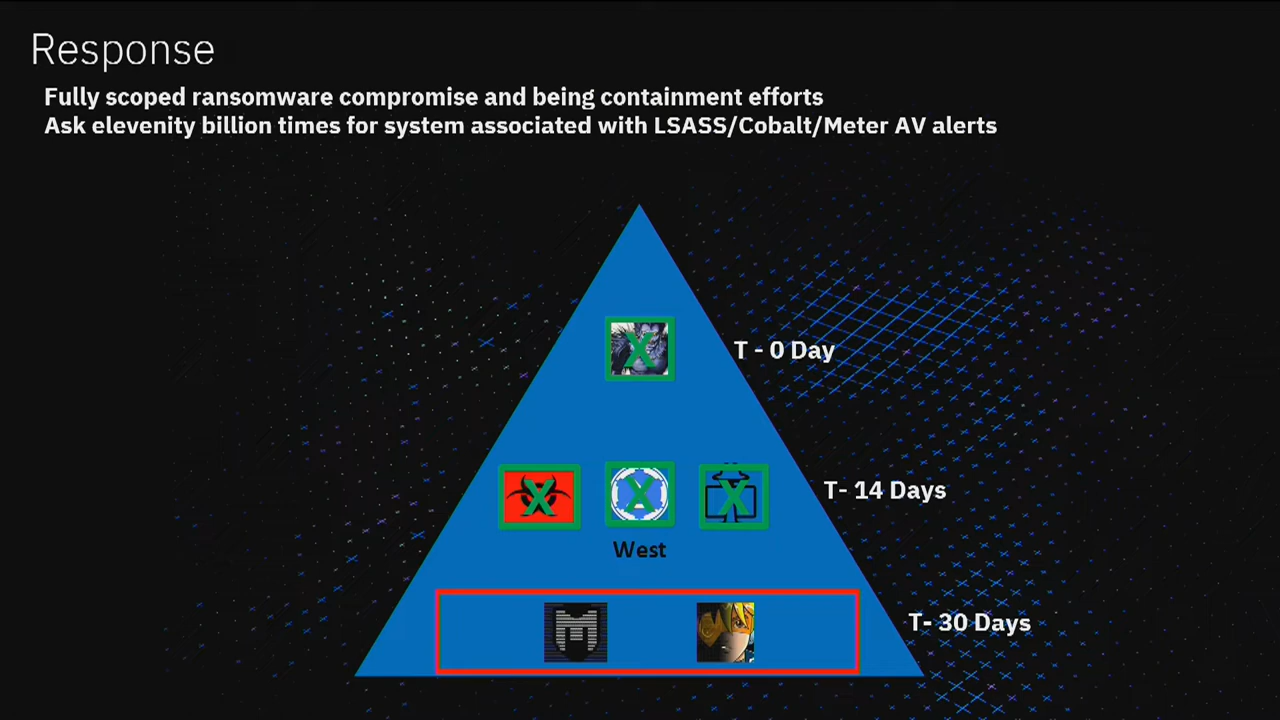 Response
Fully scoped ransomware compromise and being containment efforts
Ask elevenity billion times for system associated with LSASS/Cobalt/Meter AV alerts
X
T - 0 Day
X
X
X
T- 14 Days
West
M
T- 30 Days